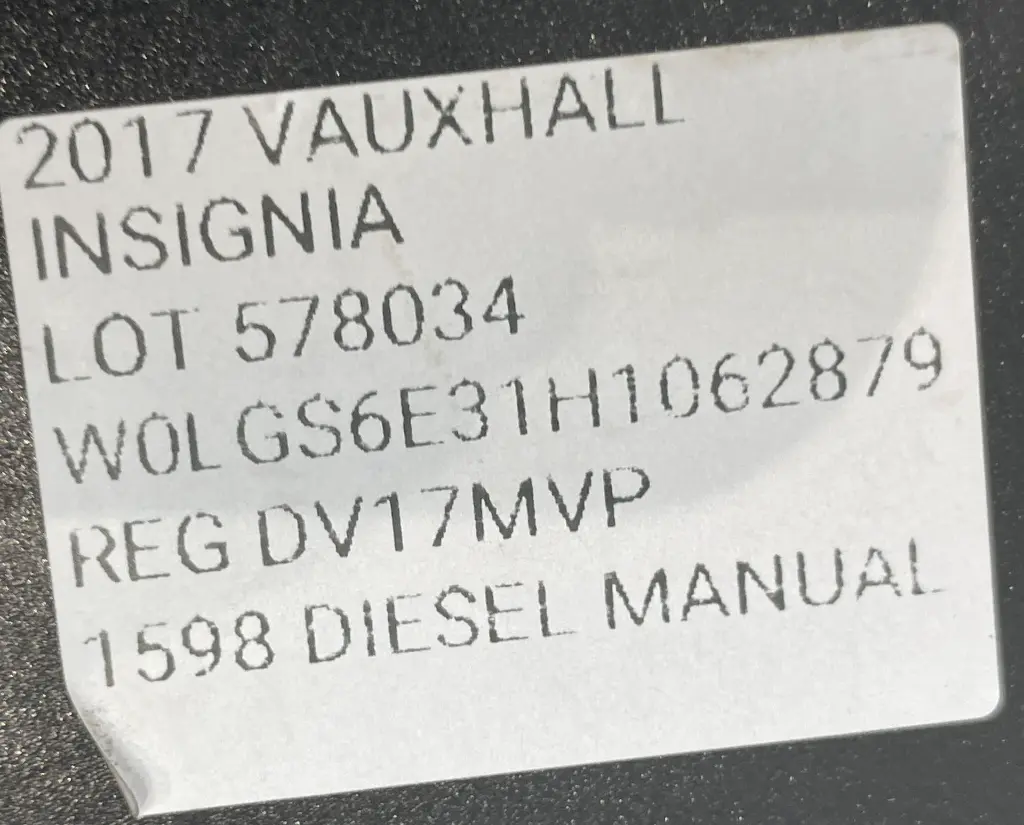 2017 VAUXHALL
INSIGNIA
LOT 578034
W0LGS6E31H1062879
REG DV17MVP
1598 DIESEL MANUAL